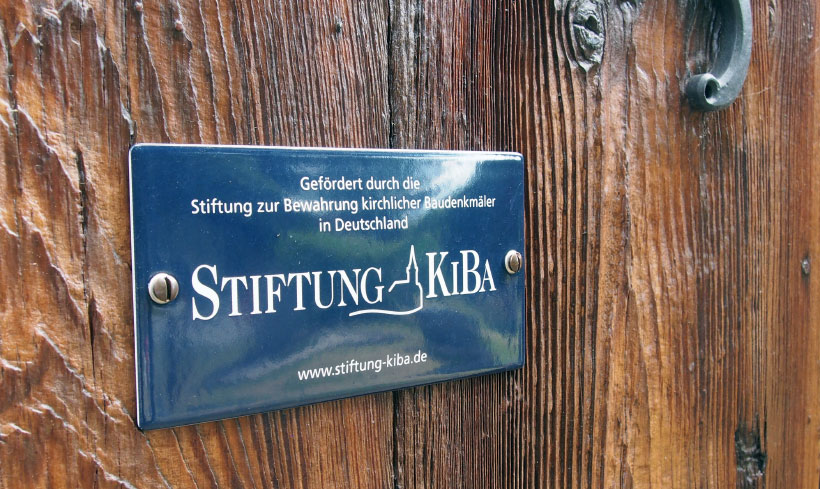 Gefördert durch die
Stiftung zur Bewahrung kirchlicher Baudenkmäler
in Deutschland
STIFTUNG KIBA
www.stiftung-kiba.de